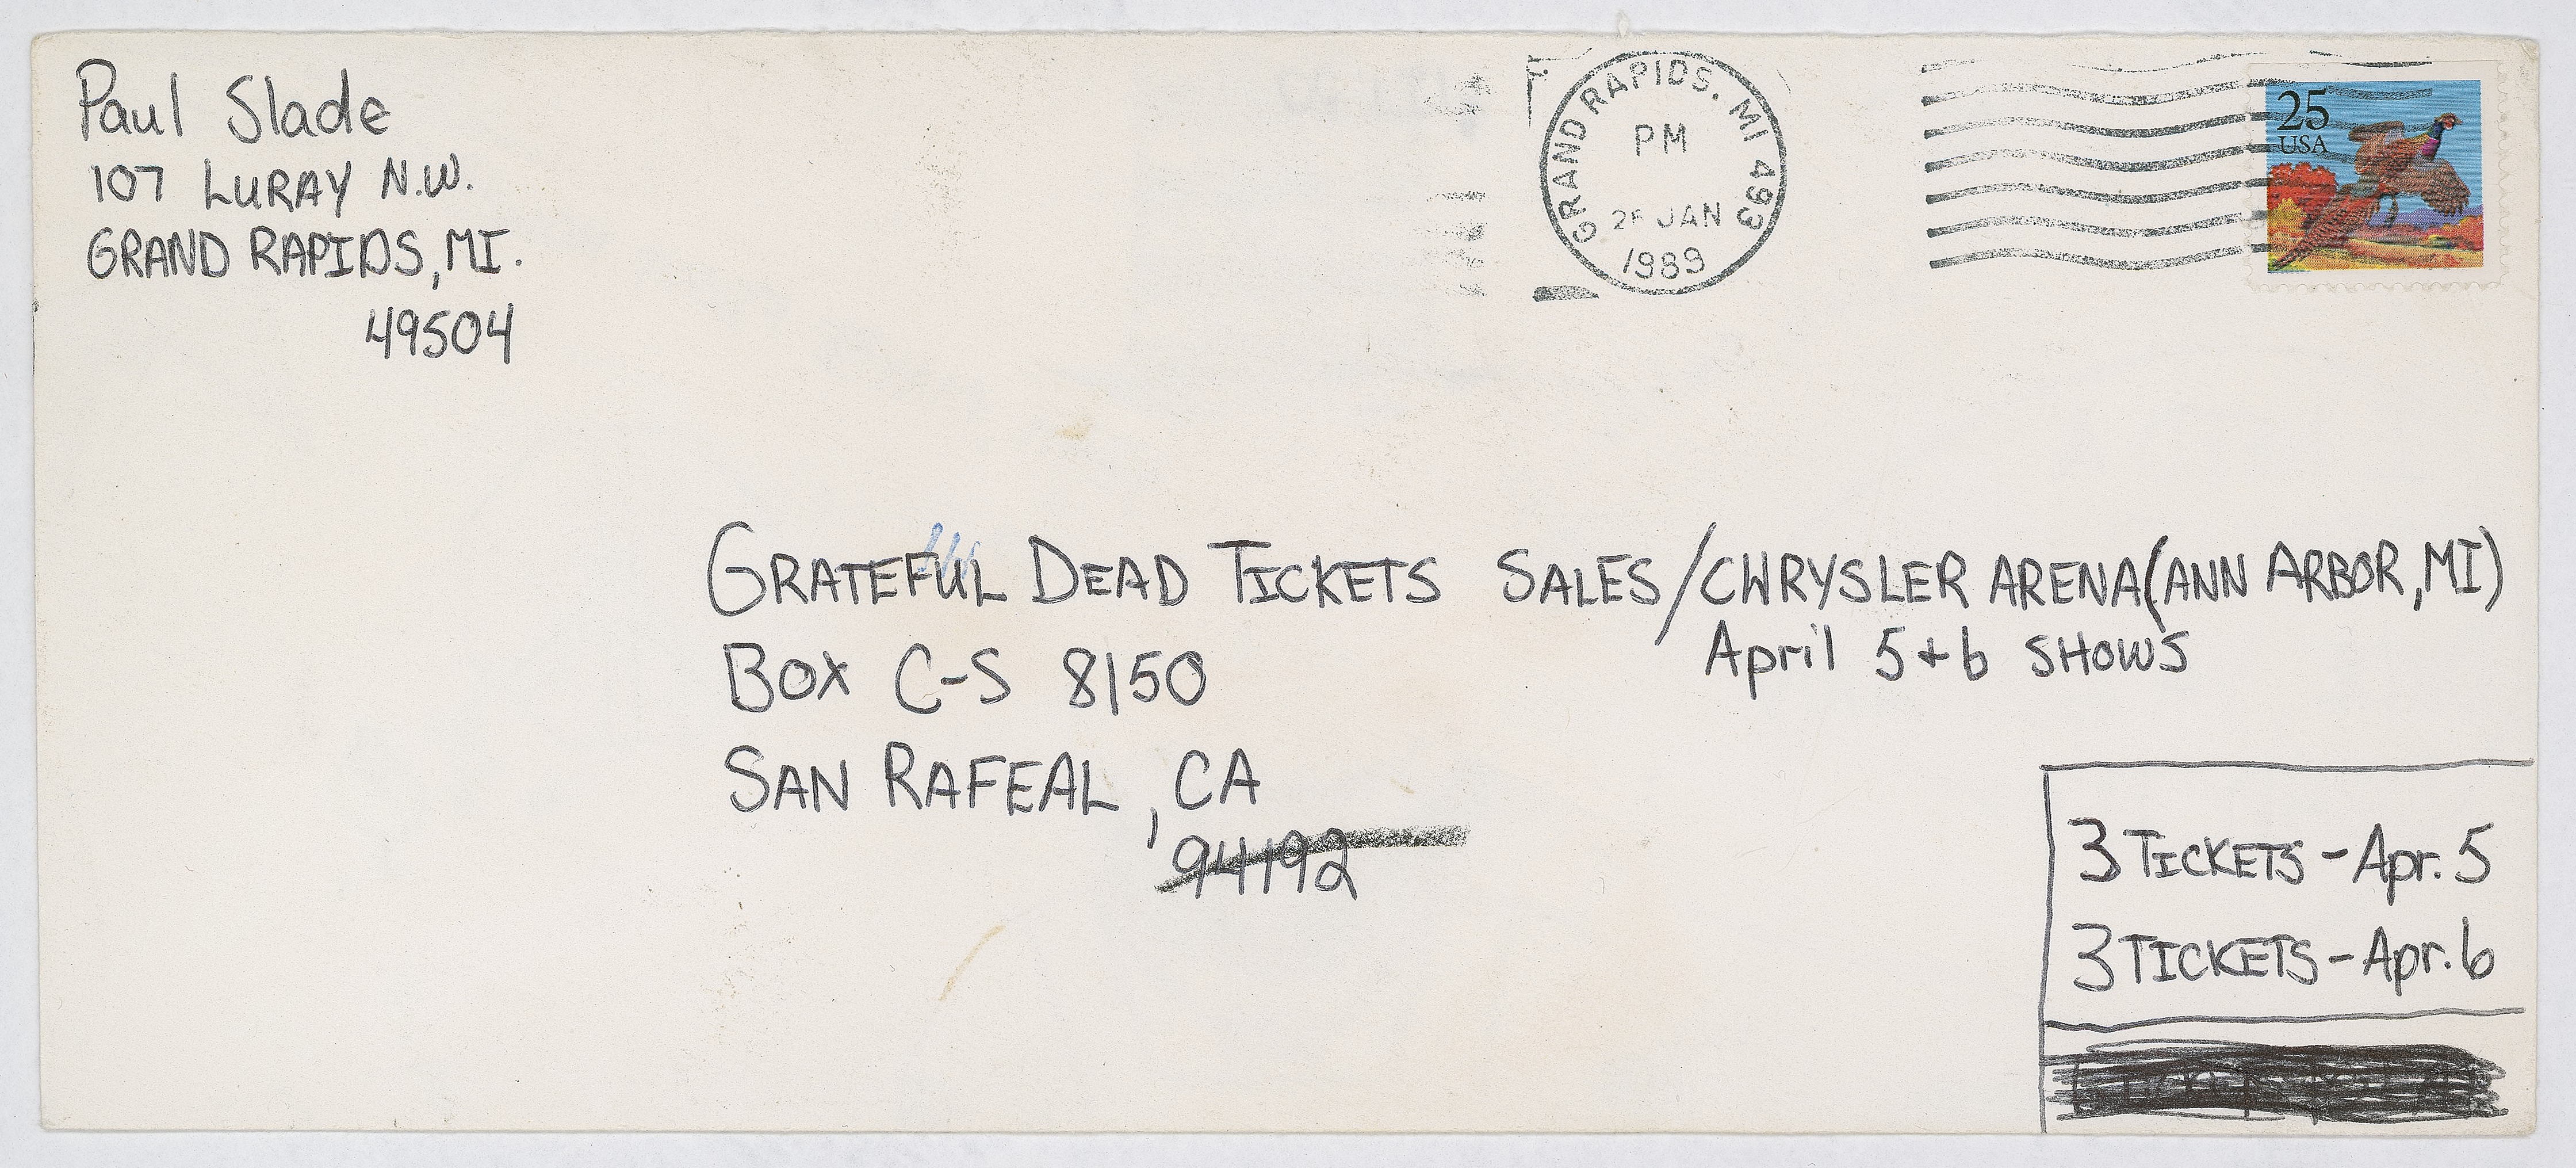 Paul Slade
107 LURAY N.W.
GRAND RAPIDS, MI.
49504
GRAND RAPIDS, MI 493
PM
JAN
1989
25
USA
GRATEFUL DEAD TICKETS SALES/CHRYSLER ARENA (ANN ARBOR, MI)
April 5+6 SHOWS
BOX C-S 8150
SAN RAFEAL, CA
94192
3 TICKETS - Apr. 5
3 TICKETS - Apr. 6